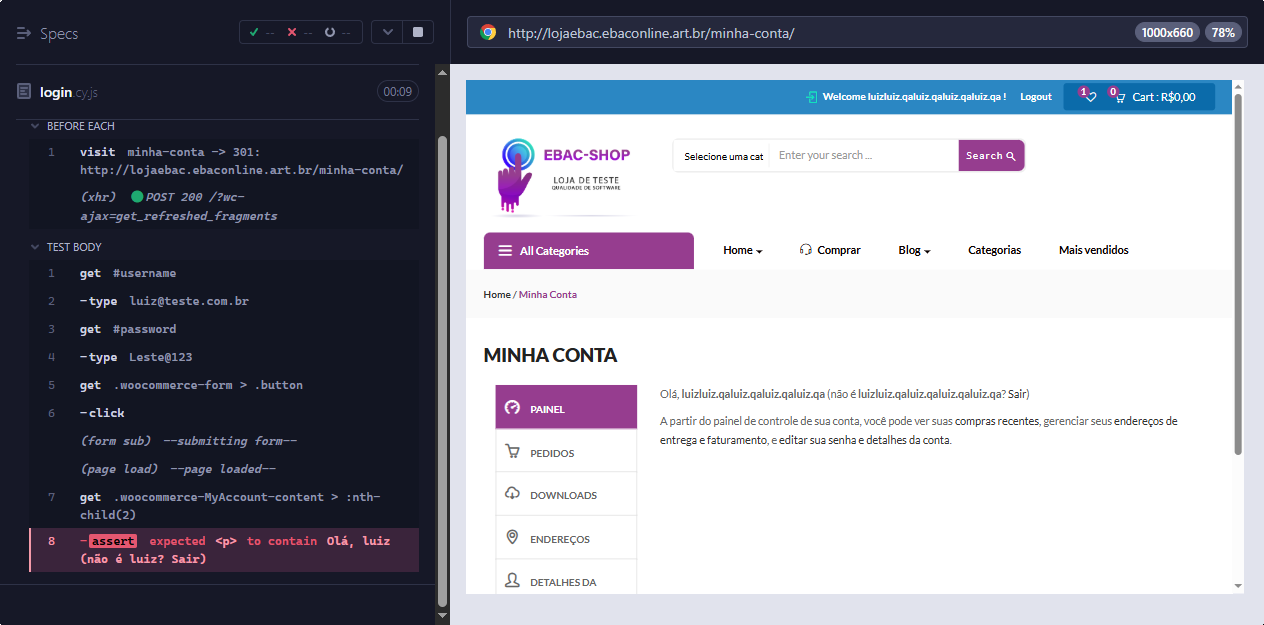 Specs
-- -- --
login.cy.js
00:09
BEFORE EACH
1 visit minha-conta -> 301:
http://lojaebac.ebaconline.art.br/minha-conta/
(xhr) POST 200 /?wc-
ajax=get_refreshed_fragments
TEST BODY
1 get #username
2 -type luiz@teste.com.br
3 get #password
4 -type Leste@123
5 get .woocommerce-form > .button
6 -click
(form sub) --submitting form--
(page load) --page loaded--
7 get .woocommerce-MyAccount-content > :nth-
child(2)
8 -assert expected <p> to contain Olá, luiz
(não é luiz? Sair)
http://lojaebac.ebaconline.art.br/minha-conta/
1000x660
78%
Welcome luizluiz.qaluiz.qaluiz.qaluiz.qa !
Logout
1
0
Cart : R$0,00
EBAC-SHOP
LOJA DE TESTE
QUALIDADE DE SOFTWARE
Selecione uma cat
Enter your search ...
Search
All Categories
Home
Comprar
Blog
Categorias
Mais vendidos
Home / Minha Conta
MINHA CONTA
PAINEL
PEDIDOS
DOWNLOADS
ENDEREÇOS
DETALHES DA
Olá, luizluiz.qaluiz.qaluiz.qaluiz.qa (não é luizluiz.qaluiz.qaluiz.qaluiz.qa? Sair)
A partir do painel de controle de sua conta, você pode ver suas compras recentes, gerenciar seus endereços de
entrega e faturamento, e editar sua senha e detalhes da conta.